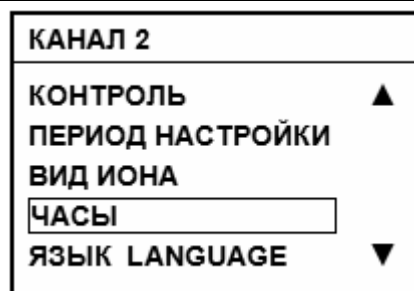 КАНАЛ 2
КОНТРОЛЬ ▲
ПЕРИОД НАСТРОЙКИ
ВИД ИОНА
ЧАСЫ
ЯЗЫК LANGUAGE ▼